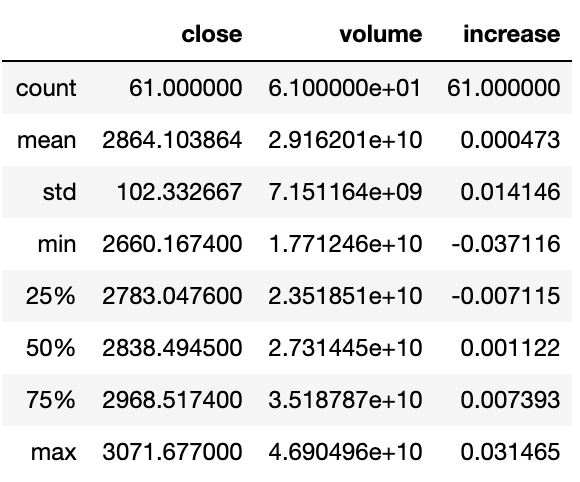 close volume increase
count 61.000000 6.100000e+01 61.000000
mean 2864.103864 2.916201e+10 0.000473
std 102.332667 7.151164e+09 0.014146
min 2660.167400 1.771246e+10 -0.037116
25% 2783.047600 2.351851e+10 -0.007115
50% 2838.494500 2.731445e+10 0.001122
75% 2968.517400 3.518787e+10 0.007393
max 3071.677000 4.690496e+10 0.031465